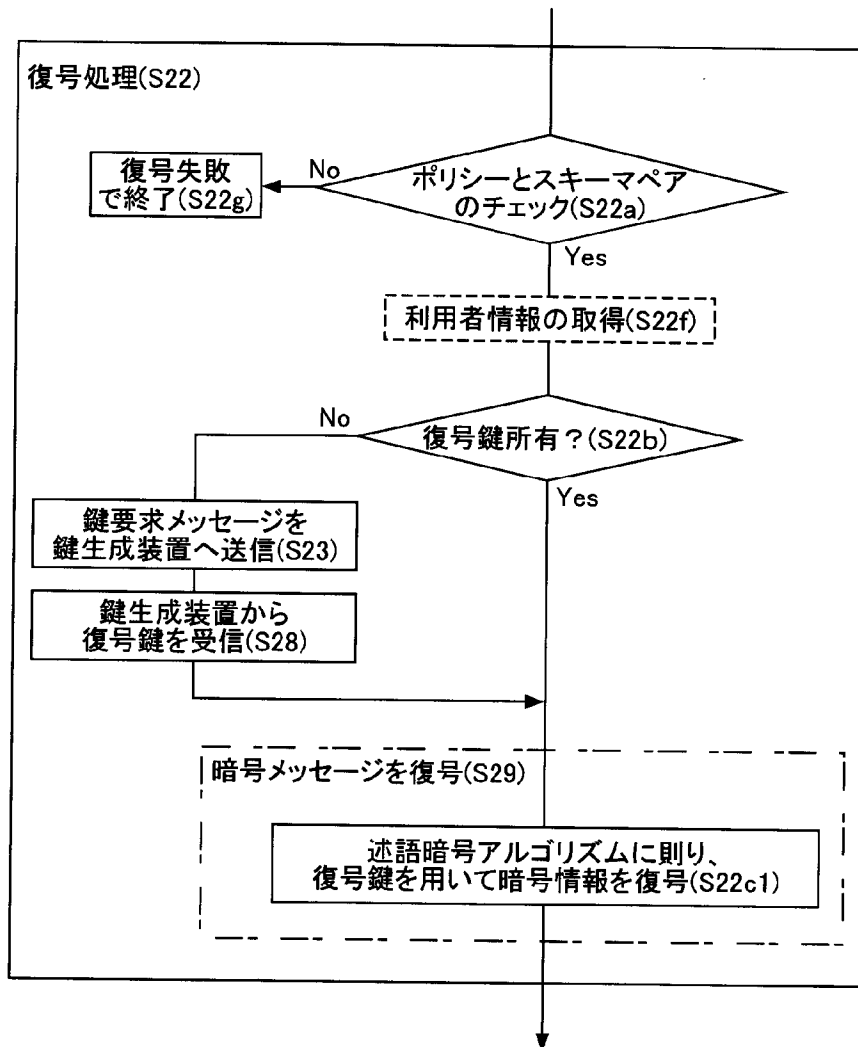 復号処理(S22)
No
復号失敗
で終了(S22g)
ポリシーとスキーマペア
のチェック(S22a)
Yes
利用者情報の取得(S22f)
No
復号鍵所有？(S22b)
Yes
鍵要求メッセージを
鍵生成装置へ送信(S23)
鍵生成装置から
復号鍵を受信(S28)
暗号メッセージを復号(S29)
述語暗号アルゴリズムに則り、
復号鍵を用いて暗号情報を復号(S22c1)